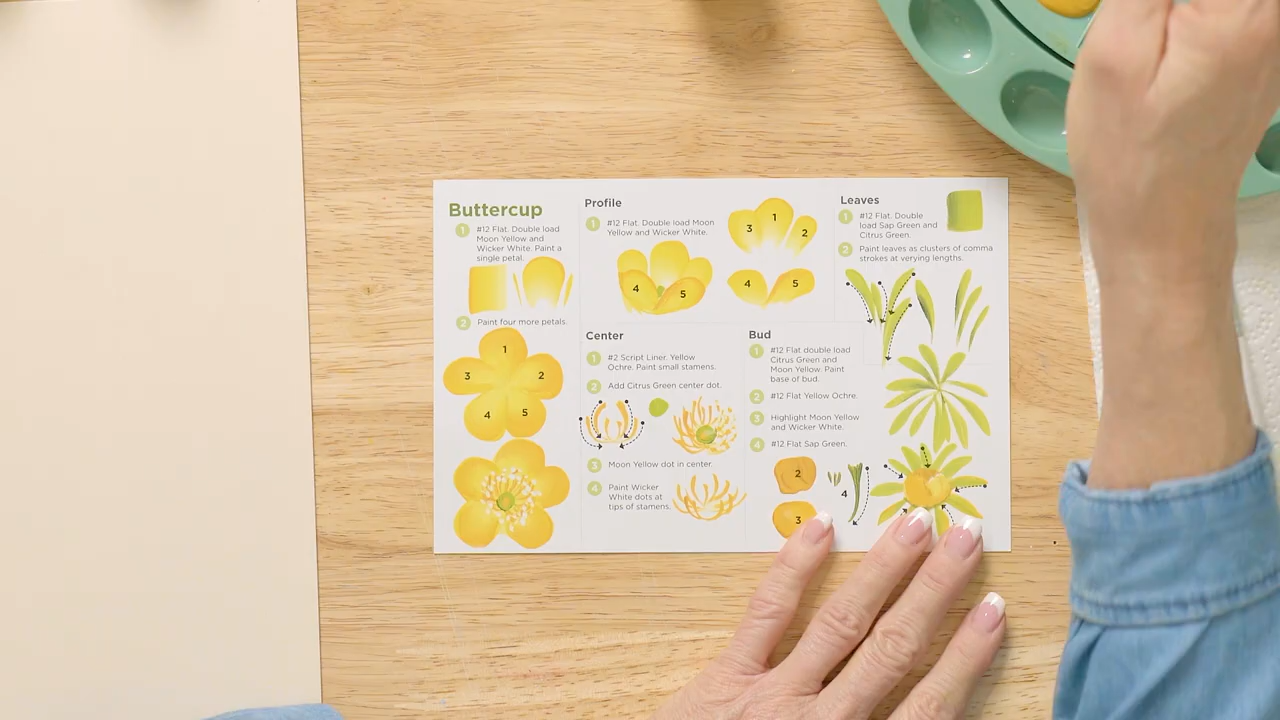 Buttercup
1 #12 Flat. Double load
Moon Yellow and
Wicker White. Paint a
single petal.
2 Paint four more petals.
1
3
2
4
5
Profile
1 #12 Flat. Double load Moon
Yellow and Wicker White.
4
5
1
3
2
4
5
Center
1 #2 Script Liner. Yellow
Ochre. Paint small stamens.
2 Add Citrus Green center dot.
3 Moon Yellow dot in center.
4 Paint Wicker
White dots at
tips of stamens.
Bud
1 #12 Flat double load
Citrus Green and
Moon Yellow. Paint
base of bud.
2 #12 Flat Yellow Ochre.
3 Highlight Moon Yellow
and Wicker White.
4 #12 Flat Sap Green.
2
4
3
Leaves
1 #12 Flat. Double
load Sap Green and
Citrus Green.
2 Paint leaves as clusters of comma
strokes at verying lengths.